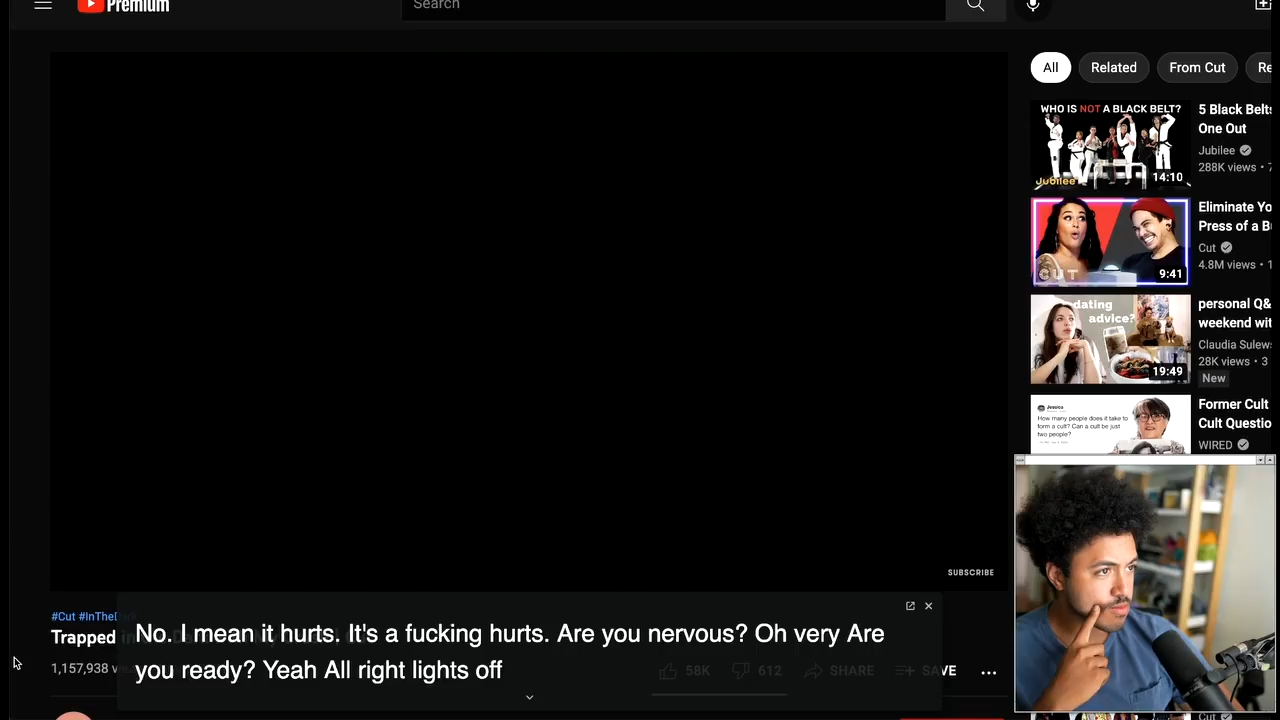 Premium
Search
All
Related
From Cut
Re
WHO IS NOT A BLACK BELT?
Jubilee
14:10
5 Black Belts
One Out
Jubilee
288K views • 7
CUT
9:41
Eliminate Yo
Press of a Bu
Cut
4.8M views • 1
dating
advice?
19:49
personal Q&
weekend wit
Claudia Sulews
28K views • 3
New
Jessica
How many people does it take to
form a cult? Can a cult be just
two people?
Former Cult
Cult Questio
WIRED
SUBSCRIBE
#Cut #InTheD
Trapped
No. I mean it hurts. It's a fucking hurts. Are you nervous? Oh very Are
you ready? Yeah All right lights off
1,157,938 v
58K
612
SHARE
SAVE
Cut